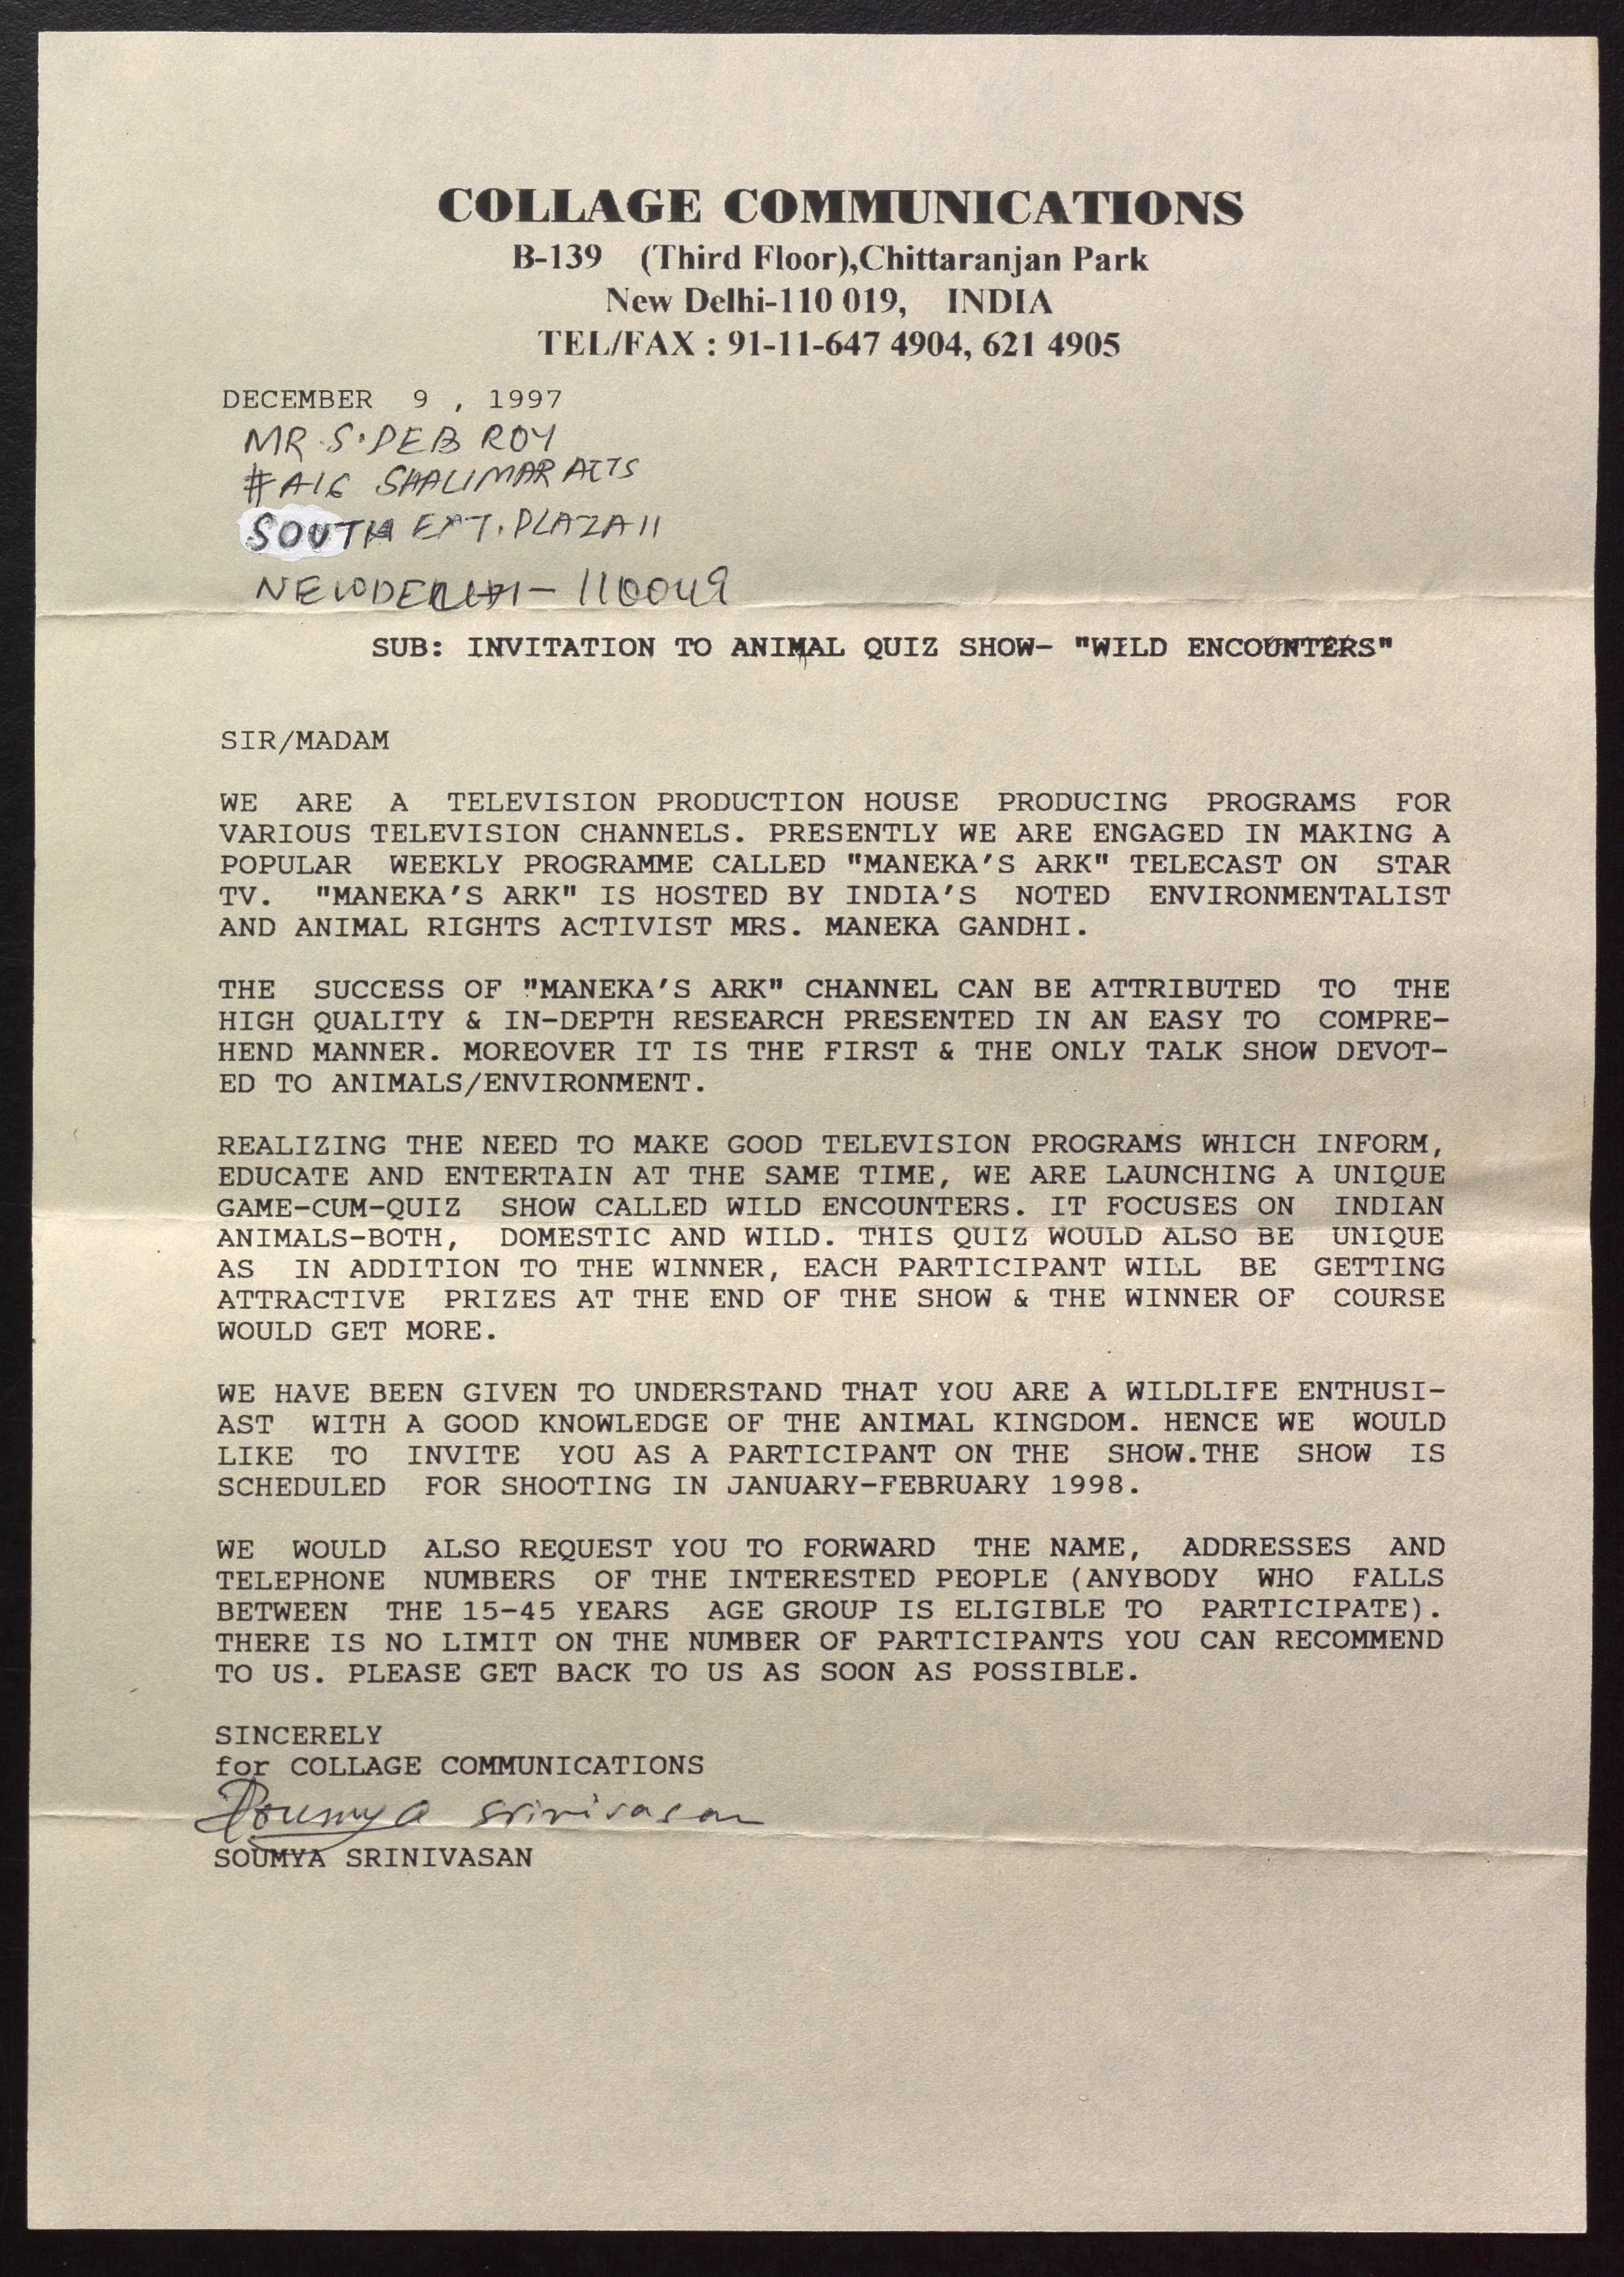 COLLAGE COMMUNICATIONS
B-139 (Third Floor),Chittaranjan Park
New Delhi-110 019, INDIA
TEL/FAX : 91-11-647 4904, 621 4905
DECEMBER 9 , 1997
MR. S. DEB ROY
#A16 SHALIMAR
SOUTH EXT. PLAZA II
NEW DELHI - 110049
SUB: INVITATION TO ANIMAL QUIZ SHOW- "WILD ENCOUNTERS"
SIR/MADAM
WE ARE A TELEVISION PRODUCTION HOUSE PRODUCING PROGRAMS FOR
VARIOUS TELEVISION CHANNELS. PRESENTLY WE ARE ENGAGED IN MAKING A
POPULAR WEEKLY PROGRAMME CALLED "MANEKA'S ARK" TELECAST ON STAR
TV. "MANEKA'S ARK" IS HOSTED BY INDIA'S NOTED ENVIRONMENTALIST
AND ANIMAL RIGHTS ACTIVIST MRS. MANEKA GANDHI.
THE SUCCESS OF "MANEKA'S ARK" CHANNEL CAN BE ATTRIBUTED TO THE
HIGH QUALITY & IN-DEPTH RESEARCH PRESENTED IN AN EASY TO COMPRE-
HEND MANNER. MOREOVER IT IS THE FIRST & THE ONLY TALK SHOW DEVOT-
ED TO ANIMALS/ENVIRONMENT.
REALIZING THE NEED TO MAKE GOOD TELEVISION PROGRAMS WHICH INFORM,
EDUCATE AND ENTERTAIN AT THE SAME TIME, WE ARE LAUNCHING A UNIQUE
GAME-CUM-QUIZ SHOW CALLED WILD ENCOUNTERS. IT FOCUSES ON INDIAN
ANIMALS-BOTH, DOMESTIC AND WILD. THIS QUIZ WOULD ALSO BE UNIQUE
AS IN ADDITION TO THE WINNER, EACH PARTICIPANT WILL BE GETTING
ATTRACTIVE PRIZES AT THE END OF THE SHOW & THE WINNER OF COURSE
WOULD GET MORE.
WE HAVE BEEN GIVEN TO UNDERSTAND THAT YOU ARE A WILDLIFE ENTHUSI-
AST WITH A GOOD KNOWLEDGE OF THE ANIMAL KINGDOM. HENCE WE WOULD
LIKE TO INVITE YOU AS A PARTICIPANT ON THE SHOW.THE SHOW IS
SCHEDULED FOR SHOOTING IN JANUARY-FEBRUARY 1998.
WE WOULD ALSO REQUEST YOU TO FORWARD THE NAME, ADDRESSES AND
TELEPHONE NUMBERS OF THE INTERESTED PEOPLE (ANYBODY WHO FALLS
BETWEEN THE 15-45 YEARS AGE GROUP IS ELIGIBLE TO PARTICIPATE).
THERE IS NO LIMIT ON THE NUMBER OF PARTICIPANTS YOU CAN RECOMMEND
TO US. PLEASE GET BACK TO US AS SOON AS POSSIBLE.
SINCERELY
for COLLAGE COMMUNICATIONS
Soumya Srinivasan
SOUMYA SRINIVASAN